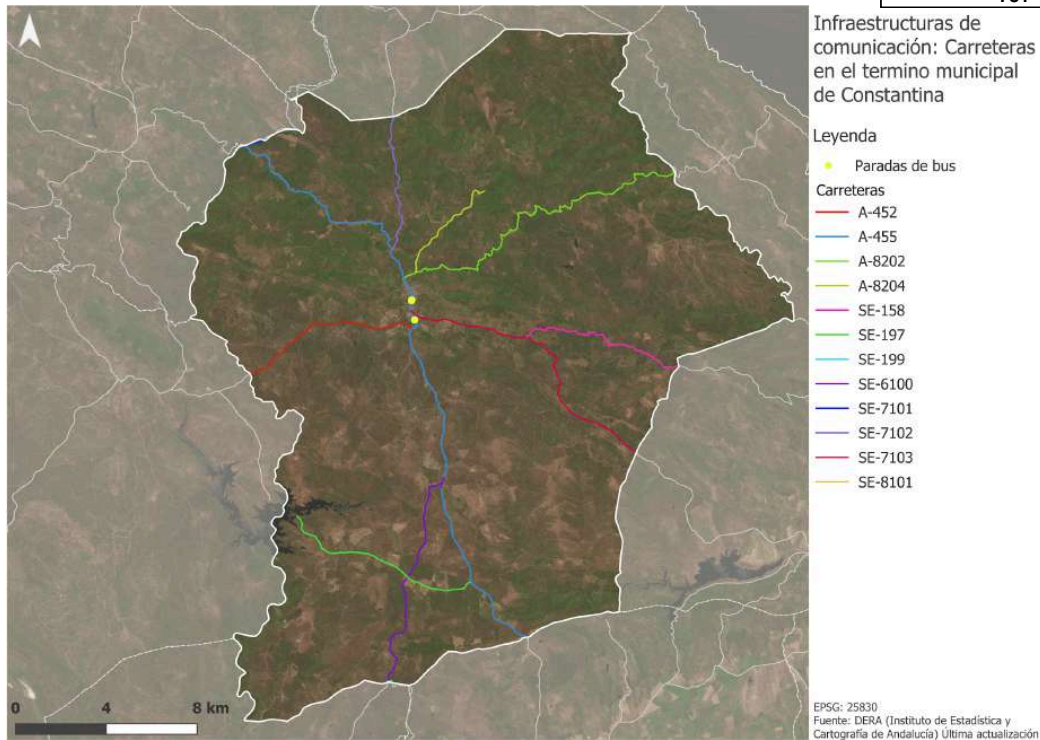 Infraestructuras de
comunicación: Carreteras
en el termino municipal
de Constantina
Leyenda
Paradas de bus
Carreteras
A-452
A-455
A-8202
A-8204
SE-158
SE-197
SE-199
SE-6100
SE-7101
SE-7102
SE-7103
SE-8101
0 4 8 km
EPSG: 25830
Fuente: DERA (Instituto de Estadística y
Cartografía de Andalucía) Última actualización